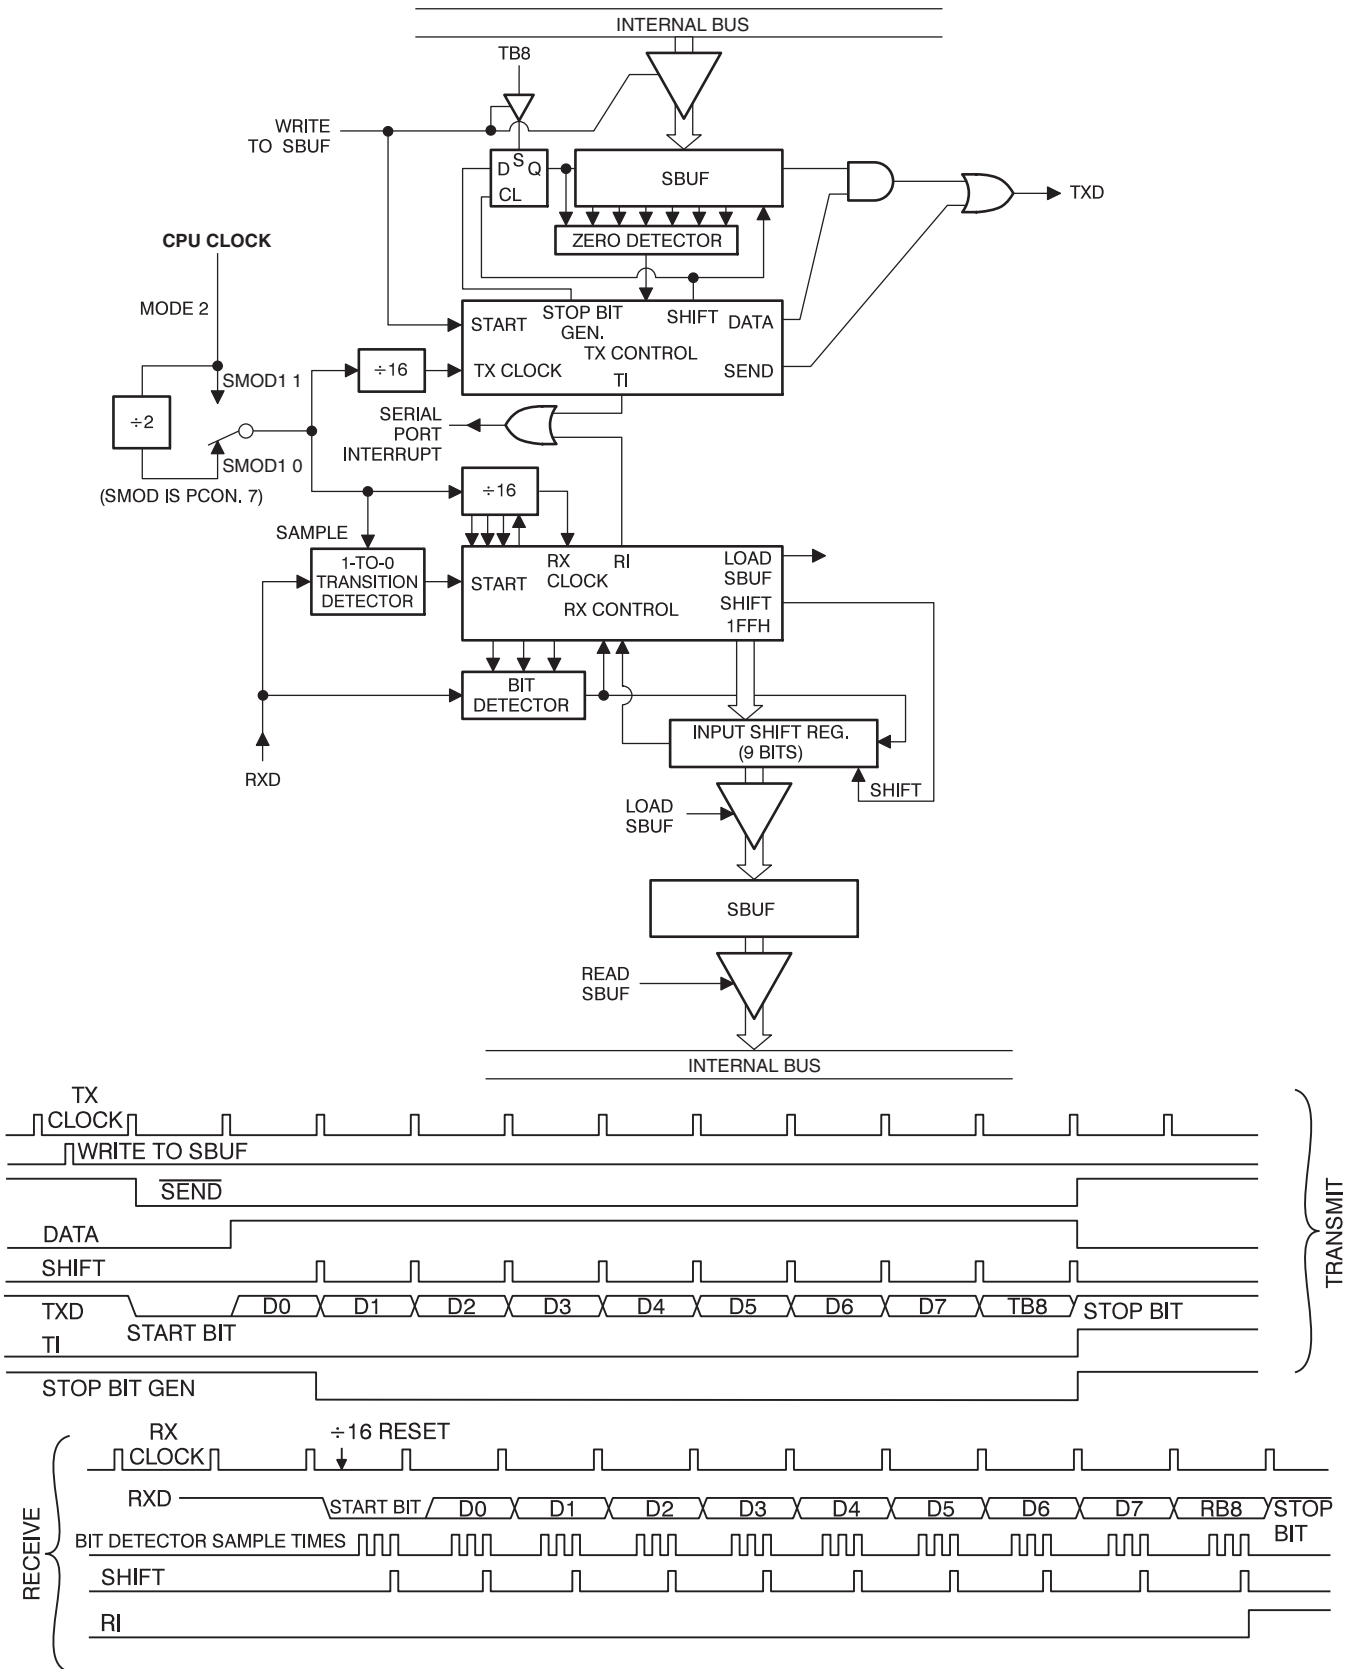 INTERNAL BUS
TB8
WRITE
TO SBUF
D S Q
CL
SBUF
TXD
ZERO DETECTOR
CPU CLOCK
MODE 2
START
STOP BIT
GEN.
SHIFT
DATA
TX CONTROL
TX CLOCK
TI
SEND
÷16
SMOD1 1
÷2
SMOD1 0
(SMOD IS PCON. 7)
SERIAL
PORT
INTERRUPT
÷16
SAMPLE
1-TO-0
TRANSITION
DETECTOR
START
RX
CLOCK
RI
LOAD
SBUF
RX CONTROL
SHIFT
1FFH
BIT
DETECTOR
INPUT SHIFT REG.
(9 BITS)
RXD
SHIFT
LOAD
SBUF
SBUF
READ
SBUF
INTERNAL BUS
TX
CLOCK
WRITE TO SBUF
SEND
DATA
SHIFT
TXD
START BIT
D0 D1 D2 D3 D4 D5 D6 D7 TB8 STOP BIT
TI
STOP BIT GEN
TRANSMIT
RX
CLOCK
÷16 RESET
RXD
START BIT D0 D1 D2 D3 D4 D5 D6 D7 RB8 STOP
BIT
BIT DETECTOR SAMPLE TIMES
SHIFT
RI
RECEIVE